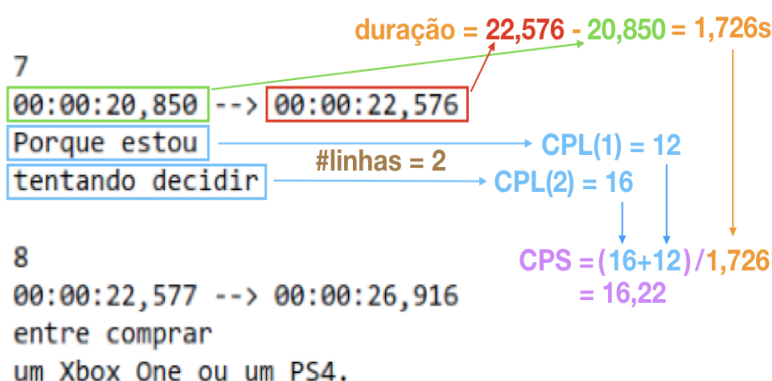 duração = 22,576 - 20,850 = 1,726s
7
00:00:20,850 --> 00:00:22,576
Porque estou
CPL(1) = 12
#linhas = 2
tentando decidir
CPL(2) = 16
8
CPS = (16+12)/1,726
= 16,22
00:00:22,577 --> 00:00:26,916
entre comprar
um Xbox One ou um PS4.